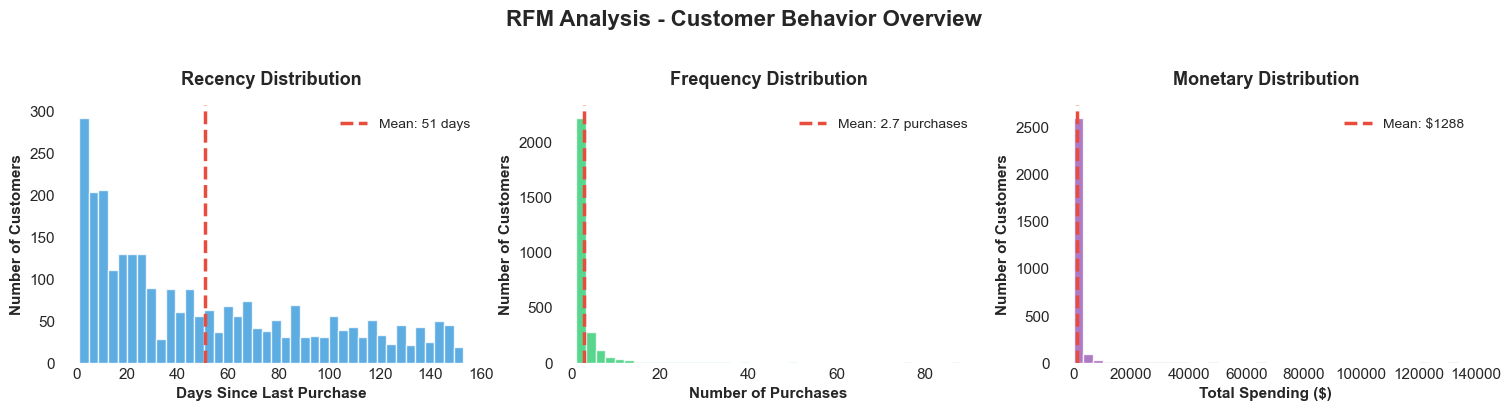 RFM Analysis - Customer Behavior Overview
Recency Distribution
Number of Customers
300
250
200
150
100
50
0
Mean: 51 days
0 20 40 60 80 100 120 140 160
Days Since Last Purchase
Frequency Distribution
Number of Customers
2000
1500
1000
500
0
Mean: 2.7 purchases
0 20 40 60 80
Number of Purchases
Monetary Distribution
Number of Customers
2500
2000
1500
1000
500
0
Mean: $1288
0 20000 40000 60000 80000 100000 120000 140000
Total Spending ($)